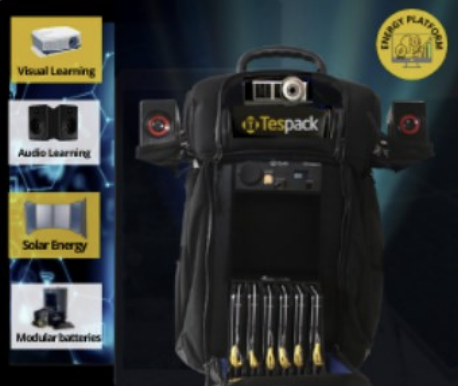 Visual Learning
Audio Learning
Solar Energy
Modular batteries
ENERGY PLATFORM
Tespack